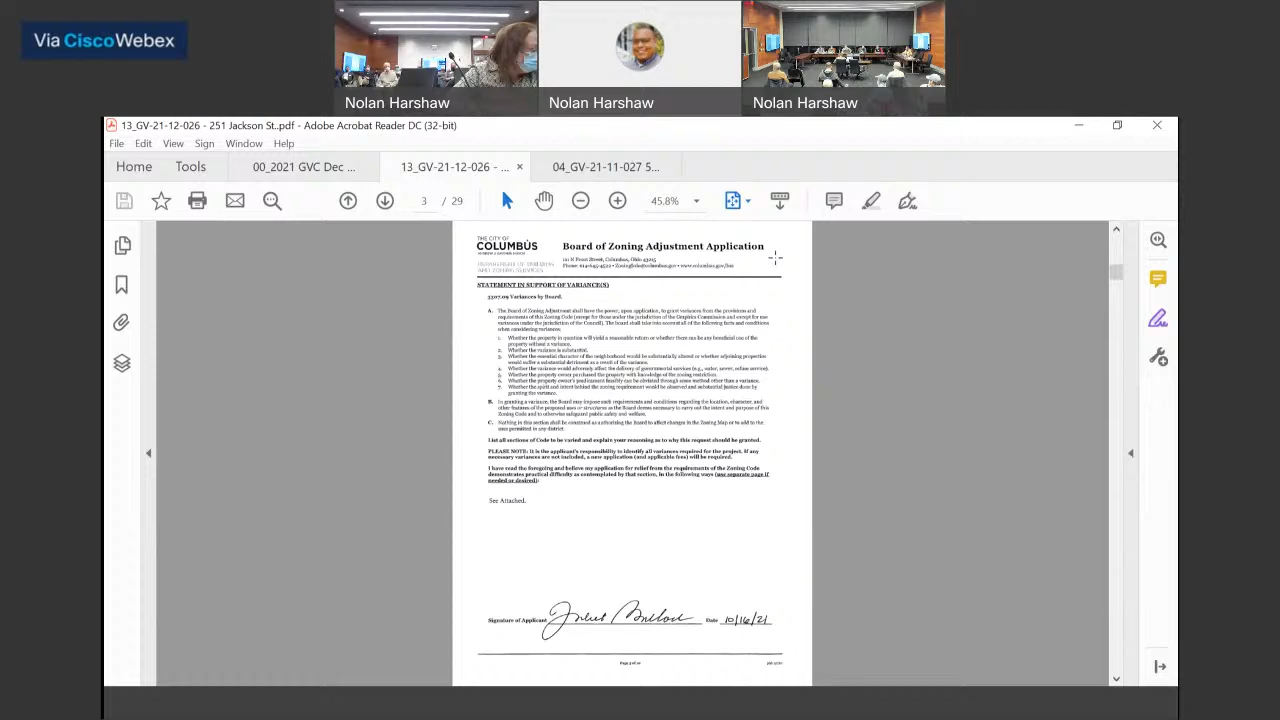 Via CiscoWebex
Nolan Harshaw
Nolan Harshaw
Nolan Harshaw
13_GV-21-12-026 - 251 Jackson St..pdf - Adobe Acrobat Reader DC (32-bit)
File Edit View Sign Window Help
Home Tools 00_2021 GVC Dec ... 13_GV-21-12-026 - ... × 04_GV-21-11-027 5...
3 / 29 45.8%
THE CITY OF
COLUMBUS
Board of Zoning Adjustment Application
111 N Front Street, Columbus, Ohio 43215
Phone: 614-645-4522 • ZoningInfo@columbus.gov • www.columbus.gov/bzs
AND ZONING SERVICES
STATEMENT IN SUPPORT OF VARIANCE(S)
3307.09 Variances by Board.
A. The Board of Zoning Adjustment shall have the power, upon application, to grant variances from the provisions and
requirements of this Zoning Code (except for those under the jurisdiction of the Graphics Commission and except for use
variances under the jurisdiction of the Council). The board shall take into account all of the following facts and conditions
when considering variances:
1. Whether the property in question will yield a reasonable return or whether there can be any beneficial use of the
property without a variance.
2. Whether the variance is substantial.
3. Whether the essential character of the neighborhood would be substantially altered or whether adjoining properties
would suffer a substantial detriment as a result of the variance.
4. Whether the variance would adversely affect the delivery of governmental services (e.g., water, sewer, refuse service).
5. Whether the property owner purchased the property with knowledge of the zoning restriction.
6. Whether the property owner's predicament feasibly can be obviated through some method other than a variance.
7. Whether the spirit and intent behind the zoning requirement would be observed and substantial justice done by
granting the variance.
B. In granting a variance, the Board may impose such requirements and conditions regarding the location, character, and
other features of the proposed uses or structures as the Board deems necessary to carry out the intent and purpose of this
Zoning Code and to otherwise safeguard public safety and welfare.
C. Nothing in this section shall be construed as authorizing the Board to affect changes in the Zoning Map or to add to the
uses permitted in any district.
List all sections of Code to be varied and explain your reasoning as to why this request should be granted.
PLEASE NOTE: It is the applicant's responsibility to identify all variances required for the project. If any
necessary variances are not included, a new application (and applicable fees) will be required.
I have read the foregoing and believe my application for relief from the requirements of the Zoning Code
demonstrates practical difficulty as contemplated by that section, in the following ways (use separate page if
needed or desired):
See Attached.
Signature of Applicant Date 10/16/21